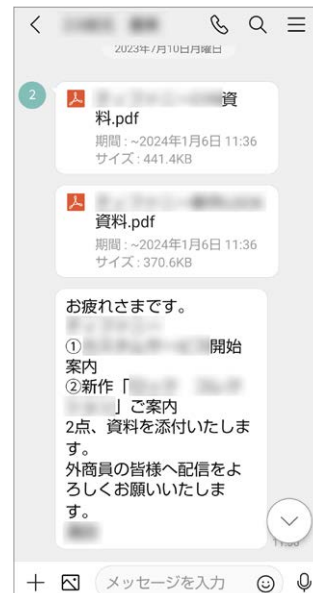 2023年7月10日月曜日
2
資
料.pdf
期間 : ~2024年1月6日 11:36
サイズ : 441.4KB
資料.pdf
期間 : ~2024年1月6日 11:36
サイズ : 370.6KB
お疲れさまです。
① 開始
案内
②新作「
」ご案内
2点、資料を添付いたしま
す。
外商員の皆様へ配信をよ
ろしくお願いいたしま
す。
メッセージを入力